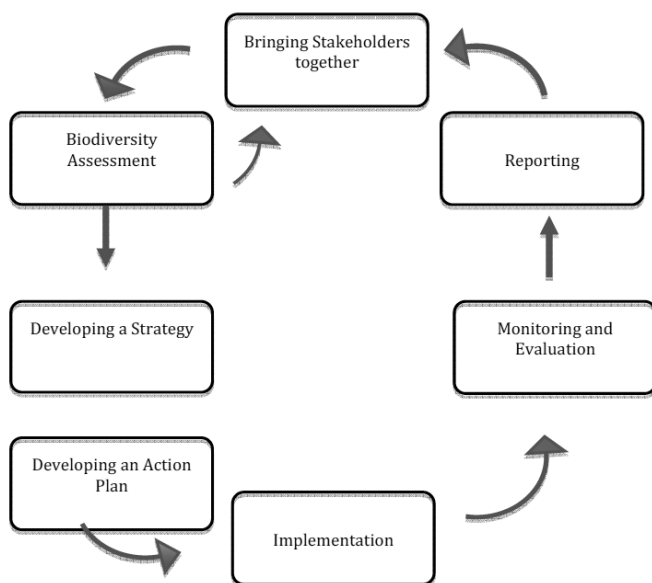 Bringing Stakeholders
together
Biodiversity
Assessment
Reporting
Developing a Strategy
Monitoring and
Evaluation
Developing an Action
Plan
Implementation